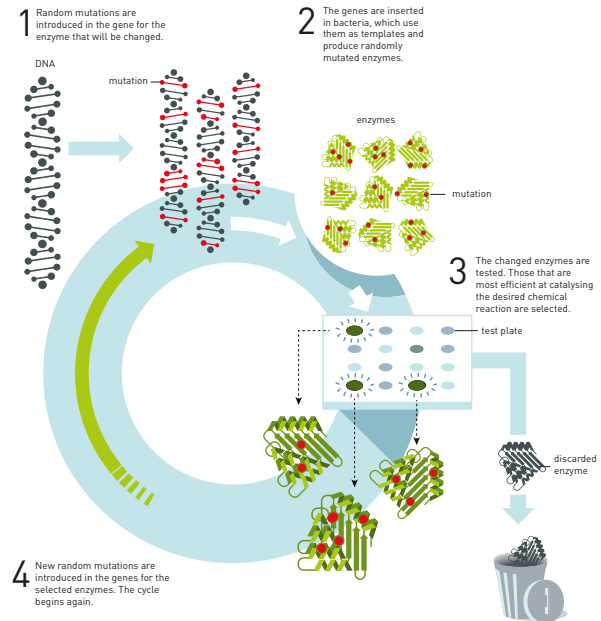 1
Random mutations are
introduced in the gene for the
enzyme that will be changed.
2
The genes are inserted
in bacteria, which use
them as templates and
produce randomly
mutated enzymes.
DNA
mutation
enzymes
mutation
3
The changed enzymes are
tested. Those that are
most efficient at catalysing
the desired chemical
reaction are selected.
test plate
discarded
enzyme
4
New random mutations are
introduced in the genes for the
selected enzymes. The cycle
begins again.